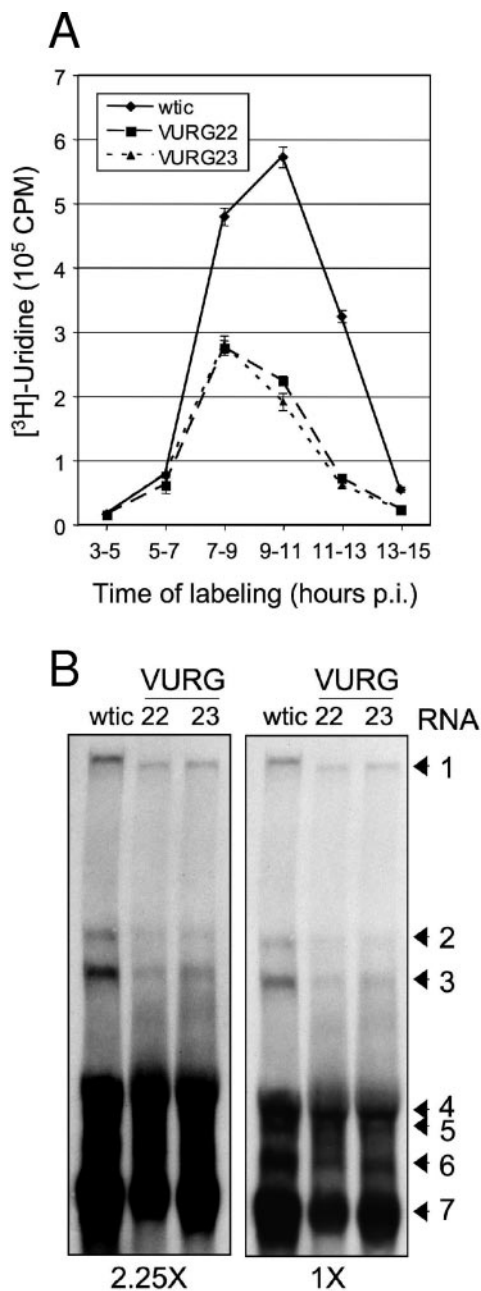 A
7
6
5
4
3
2
1
0
[³H]-Uridine (10⁵ CPM)
wtic
VURG22
VURG23
3-5 5-7 7-9 9-11 11-13 13-15
Time of labeling (hours p.i.)
B
VURG VURG
wtic 22 23 wtic 22 23 RNA
1
2
3
4
5
6
7
2.25X 1X